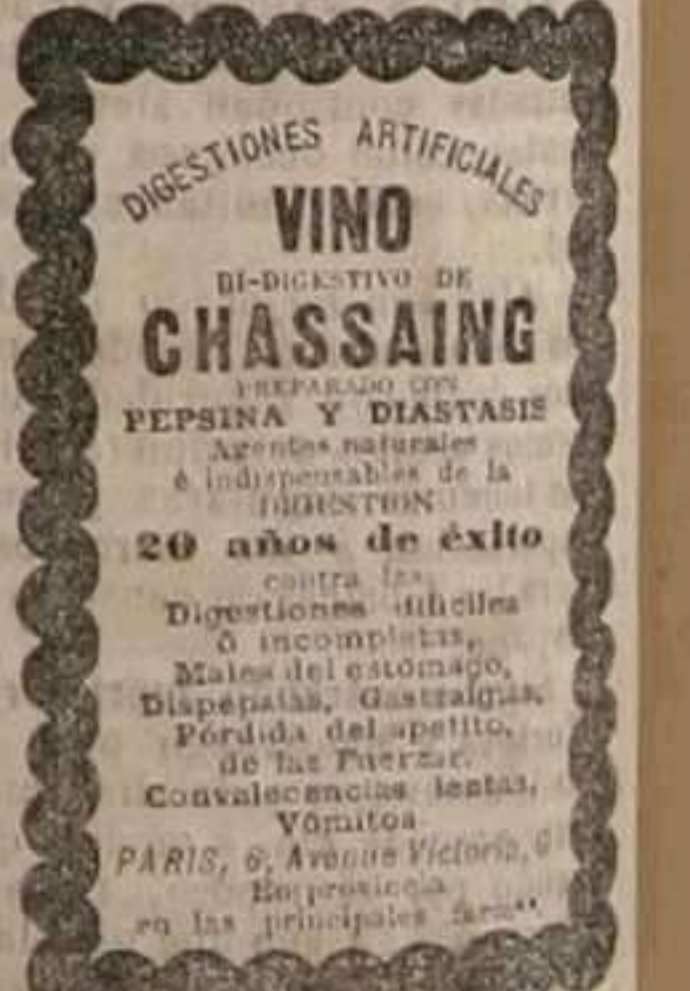 DIGESTIONES ARTIFICIALES
VINO
BI-DIGESTIVO DE
CHASSAING
PREPARADO CON
PEPSINA Y DIASTASIS
Agentes naturales
é indispensables de la
DIGESTION
20 años de éxito
contra las
Digestiones dificiles
ó incompletas,
Males del estómago,
Dispepsias, Gastralgias,
Pérdida del apetito,
de las Fuerzas.
Convalecencias lentas,
Vómitos
PARIS, 6, Avenue Victoria, 6
En provincia
en las principales